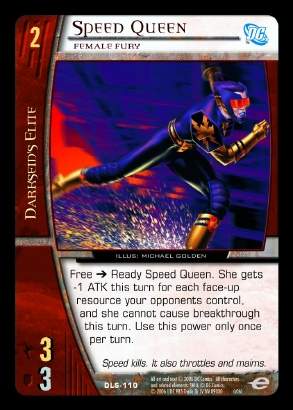 2
SPEED QUEEN
FEMALE FURY
DC
DARKSEID'S ELITE
ILLUS: MICHAEL GOLDEN
Free ➔ Ready Speed Queen. She gets
-1 ATK this turn for each face-up
resource your opponents control,
and she cannot cause breakthrough
this turn. Use this power only once
per turn.
Speed kills. It also throttles and maims.
3
3
DLS-110